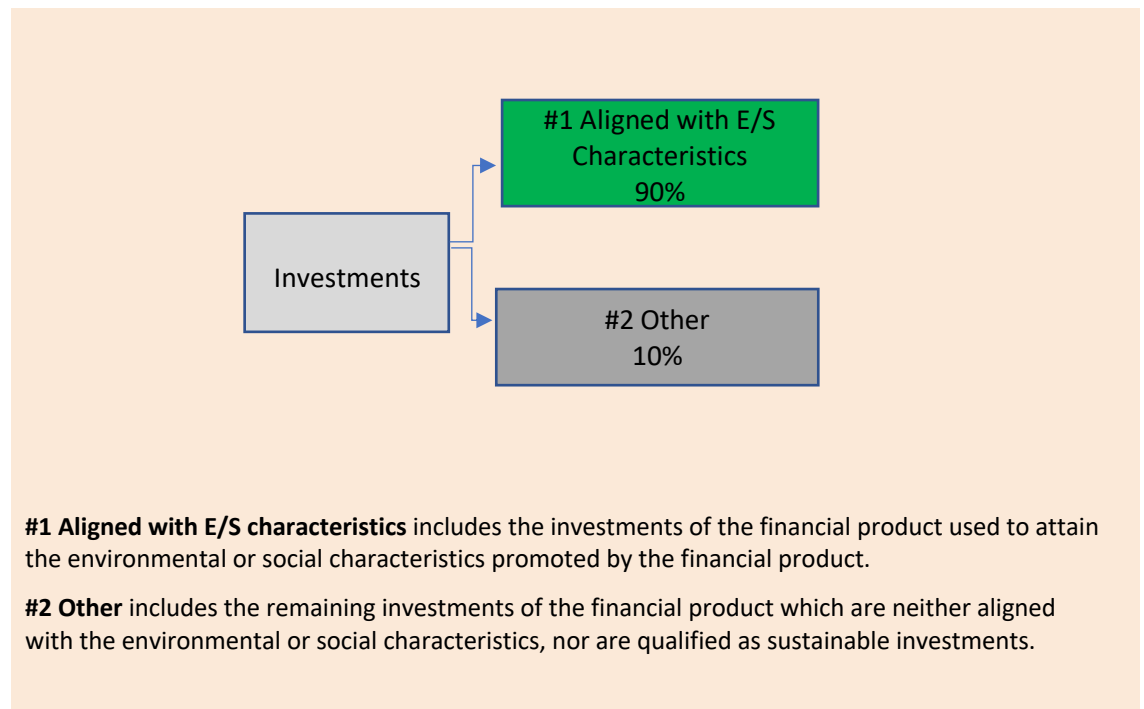 #1 Aligned with E/S
Characteristics
90%
Investments
#2 Other
10%
#1 Aligned with E/S characteristics includes the investments of the financial product used to attain
the environmental or social characteristics promoted by the financial product.
#2 Other includes the remaining investments of the financial product which are neither aligned
with the environmental or social characteristics, nor are qualified as sustainable investments.